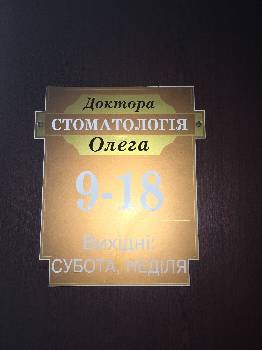 Доктора
СТОМАТОЛОГІЯ
Олега
9-18
Вихідні:
СУБОТА, НЕДІЛЯ